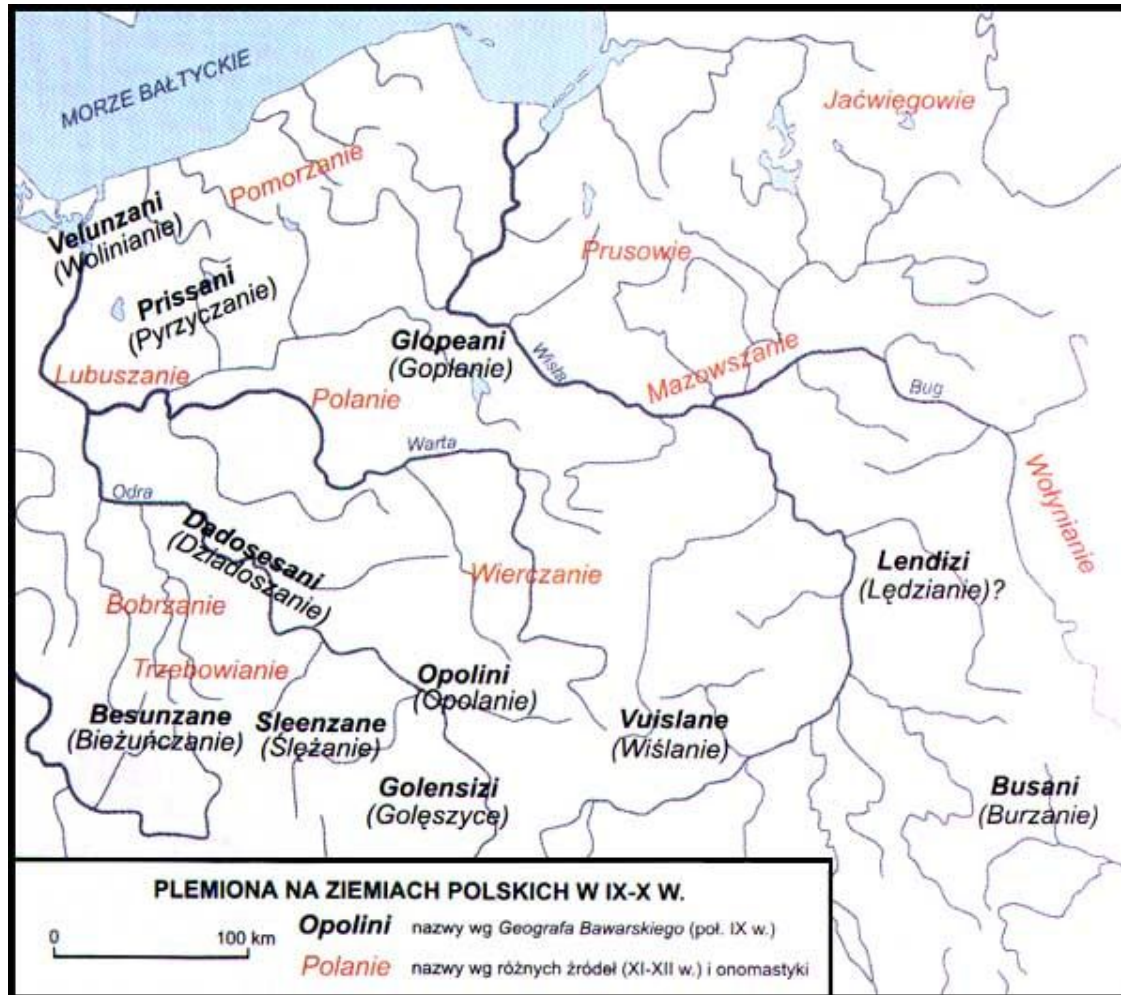 MORZE BAŁTYCKIE
Jaćwięgowie
Pomorzanie
Velunzani
(Wolinianie)
Prusowie
Prissani
(Pyrzyczanie)
Glopeani
(Goplanie)
Wisła
Mazowszanie
Lubuszanie
Polanie
Bug
Warta
Wołynianie
Odra
Dadosesani
(Dziadoszanie)
Wierczanie
Lendizi
(Lędzianie)?
Bobrzanie
Trzebowianie
Opolini
(Opolanie)
Besunzane
(Bieżuńczanie)
Sleenzane
(Ślężanie)
Vuislane
(Wiślanie)
Golensizi
(Golęszyce)
Busani
(Burzanie)
PLEMIONA NA ZIEMIACH POLSKICH W IX-X W.
0 100 km
Opolini nazwy wg Geografa Bawarskiego (poł. IX w.)
Polanie nazwy wg różnych źródeł (XI-XII w.) i onomastyki